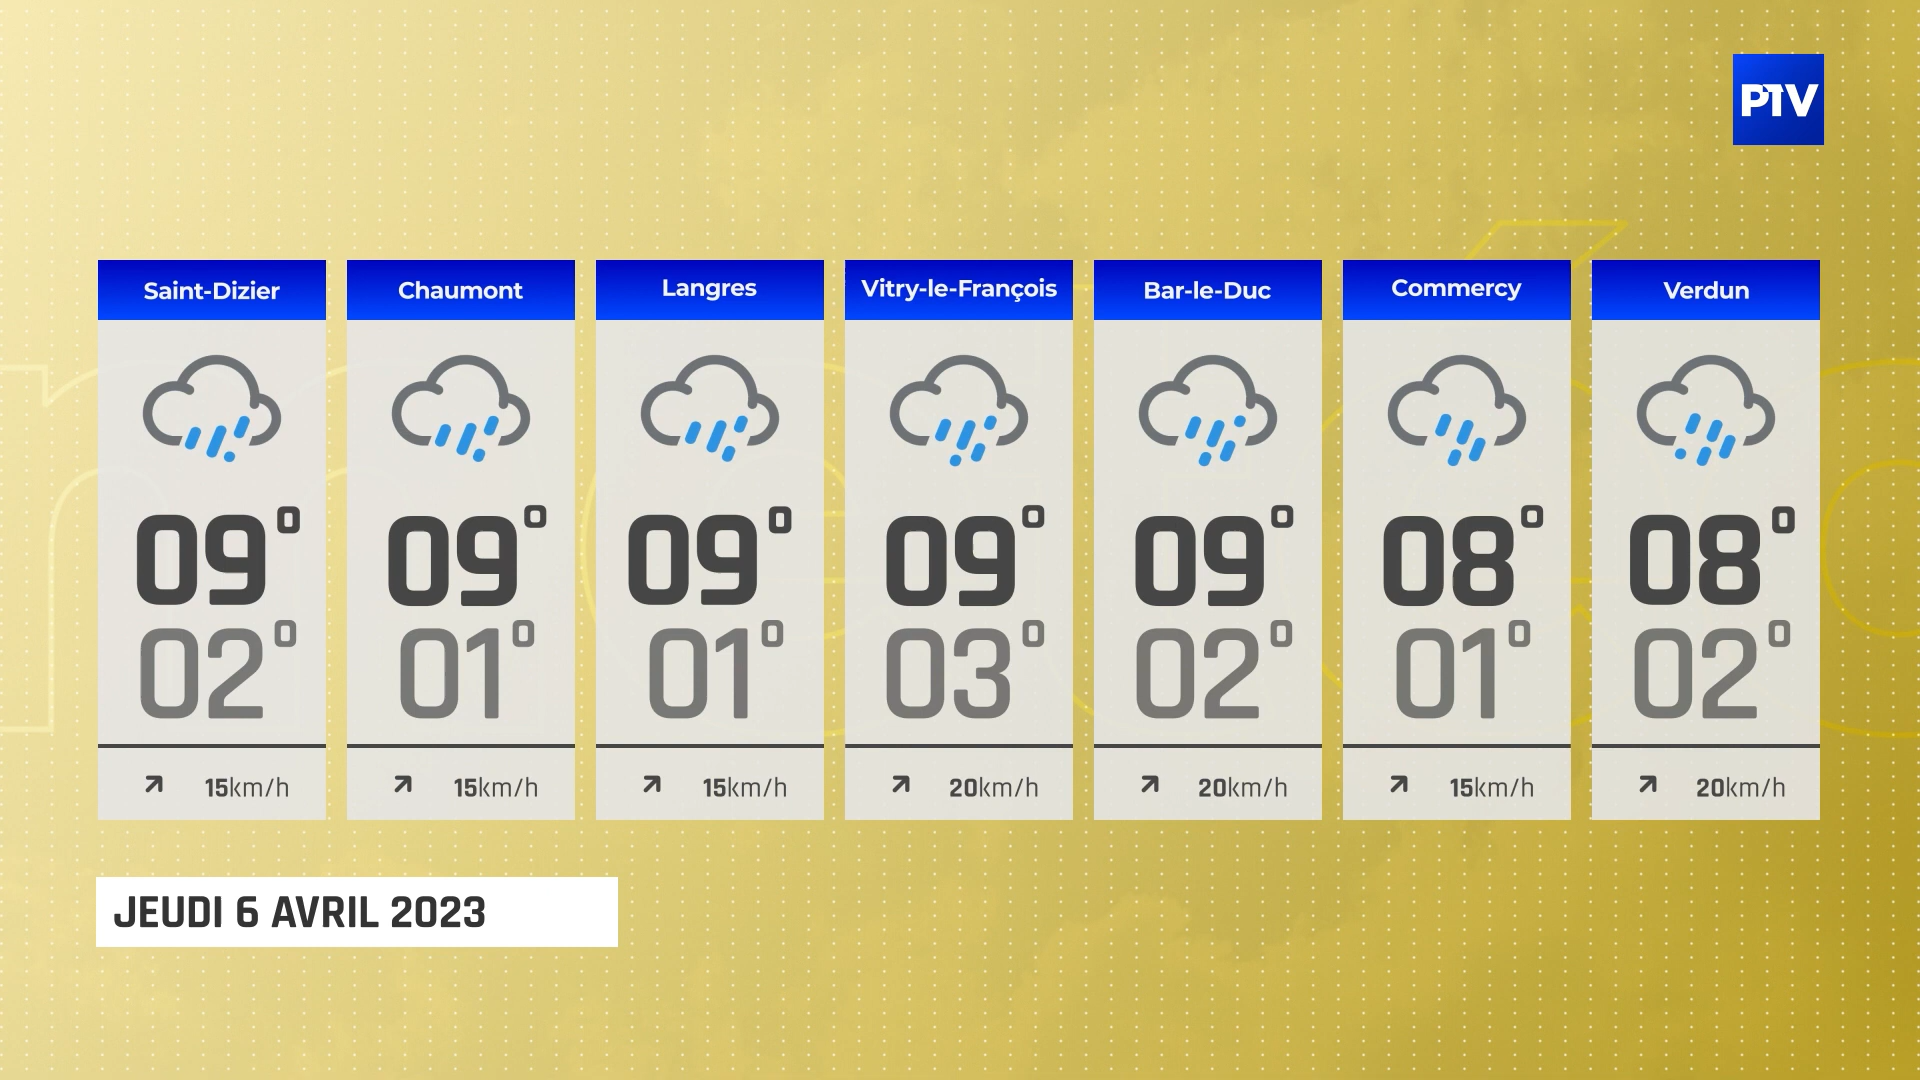 PTV
Saint-Dizier
09°
02°
15km/h
Chaumont
09°
01°
15km/h
Langres
09°
01°
15km/h
Vitry-le-François
09°
03°
20km/h
Bar-le-Duc
09°
02°
20km/h
Commercy
08°
01°
15km/h
Verdun
08°
02°
20km/h
JEUDI 6 AVRIL 2023